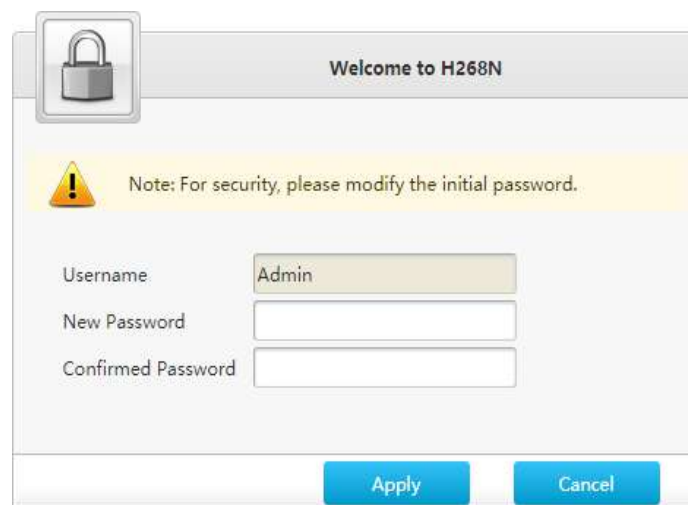 Welcome to H268N
Note: For security, please modify the initial password.
Username Admin
New Password
Confirmed Password
Apply Cancel